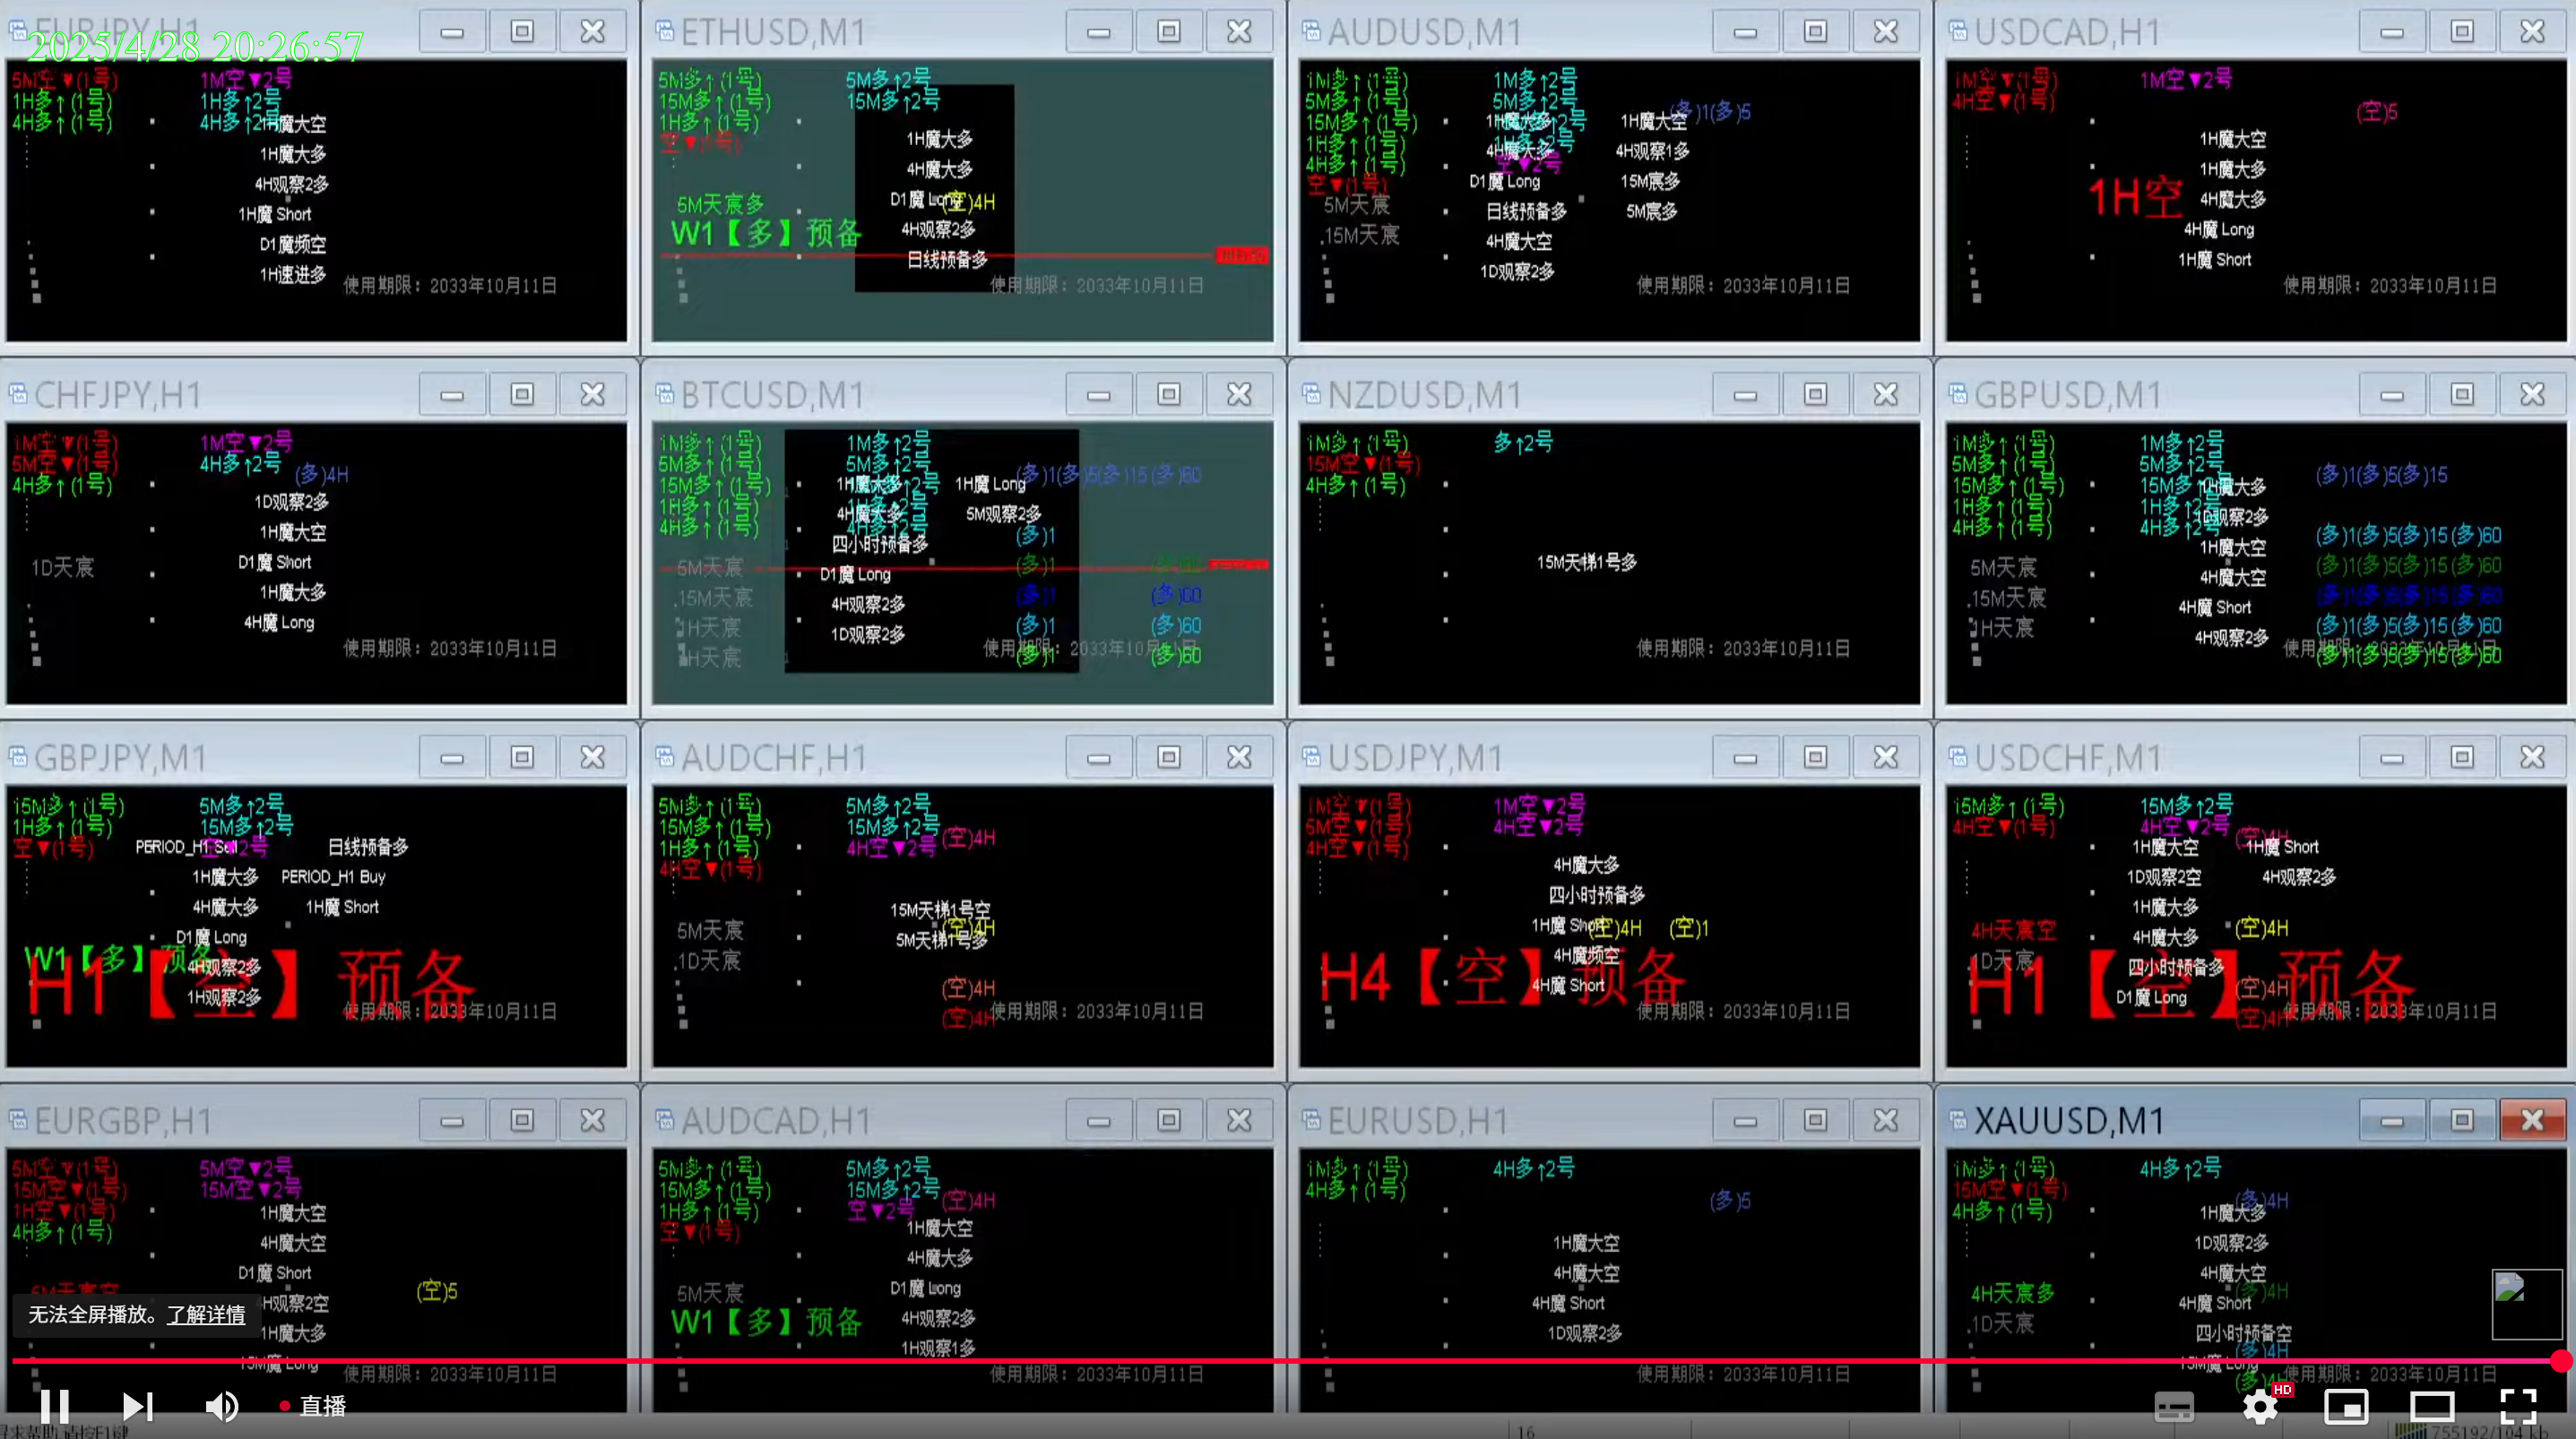 EURJPY,H1
2025/4/28 20:26:57
5M空▼(1号)
1M空▼2号
1H多↑(1号)
1H多↑2号
4H多↑(1号)
4H多↑2号
1H魔大空
1H魔大多
4H观察2多
1H魔 Short
D1魔频空
1H速进多
使用期限：2033年10月11日
ETHUSD,M1
5M多↑(1号)
5M多↑2号
15M多↑(1号)
15M多↑2号
1H多↑(1号)
空▼(1号)
1H魔大多
4H魔大多
D1魔 Long
(空)4H
5M天宸多
W1【多】预备
4H观察2多
日线预备多
使用期限：2033年10月11日
AUDUSD,M1
1M多↑(1号)
1M多↑2号
5M多↑(1号)
5M多↑2号
(多)1(多)5
15M多↑(1号)
1H魔大多
1H魔大空
1H多↑(1号)
1H多↑2号
4H魔大多
4H观察1多
4H多↑(1号)
空▼2号
空▼(1号)
D1魔 Long
15M宸多
5M天宸
日线预备多
5M宸多
.15M天宸
4H魔大空
1D观察2多
使用期限：2033年10月11日
USDCAD,H1
1M空▼(1号)
1M空▼2号
4H空▼(1号)
(空)5
1H魔大空
1H魔大多
1H空
4H魔大多
4H魔 Long
1H魔 Short
使用期限：2033年10月11日
CHFJPY,H1
1M空▼(1号)
1M空▼2号
5M空▼(1号)
4H多↑2号
(多)4H
4H多↑(1号)
1D观察2多
1H魔大空
1D天宸
D1魔 Short
1H魔大多
4H魔 Long
使用期限：2033年10月11日
BTCUSD,M1
1M多↑(1号)
1M多↑2号
5M多↑(1号)
5M多↑2号
(多)1(多)5(多)15(多)60
15M多↑(1号)
1H魔大多
1H魔 Long
1H多↑(1号)
4H魔大多
5M观察2多
4H多↑(1号)
4H多↑2号
(多)1
四小时预备多
5M天宸
(多)1
D1魔 Long
.15M天宸
4H观察2多
(多)1
(多)60
1H天宸
1D观察2多
(多)1
(多)60
(多)1
(多)60
使用期限：2033年10月11日
NZDUSD,M1
1M多↑(1号)
多↑2号
15M空▼(1号)
4H多↑(1号)
15M天梯1号多
使用期限：2033年10月11日
GBPUSD,M1
1M多↑(1号)
1M多↑2号
5M多↑(1号)
5M多↑2号
(多)1(多)5(多)15
15M多↑(1号)
1H魔大多
1H多↑(1号)
1H多↑2号
4H多↑(1号)
4H多↑2号
(多)1(多)5(多)15(多)60
1H魔大空
5M天宸
4H魔大空
(多)1(多)5(多)15(多)60
.15M天宸
4H魔 Short
(多)1(多)5(多)15(多)60
1H天宸
4H观察2多
(多)1(多)5(多)15(多)60
(多)1(多)5(多)15(多)60
GBPJPY,M1
15M多↑(1号)
5M多↑2号
1H多↑(1号)
15M多↑2号
空▼(1号)
空▼2号
日线预备多
1H魔大多
PERIOD_H1 Buy
4H魔大多
1H魔 Short
D1魔 Long
W1【多】预备
4H观察2多
H1【空】预备
1H观察2多
使用期限：2033年10月11日
AUDCHF,H1
5M多↑(1号)
5M多↑2号
15M多↑(1号)
15M多↑2号
(空)4H
1H多↑(1号)
4H空▼2号
4H空▼(1号)
15M天梯1号空
5M天宸
(空)4H
5M天梯1号多
.1D天宸
(空)4H
(空)4H
使用期限：2033年10月11日
USDJPY,M1
1M空▼(1号)
1M空▼2号
5M空▼(1号)
4H空▼2号
4H空▼(1号)
4H魔大多
四小时预备多
1H魔 Short
(空)4H
(空)1
4H魔频空
H4【空】预备
4H魔 Short
使用期限：2033年10月11日
USDCHF,M1
15M多↑(1号)
15M多↑2号
4H空▼(1号)
4H空▼2号
(空)4H
1H魔大空
1H魔 Short
1D观察2空
4H观察2多
1H魔大多
4H天宸空
4H魔大多
(空)4H
.1D天宸
四小时预备多
H1【空】预备
D1魔 Long
(空)4H
(空)4H
使用期限：2033年10月11日
EURGBP,H1
5M空▼(1号)
5M空▼2号
15M空▼(1号)
15M空▼2号
1H空▼(1号)
1H魔大空
4H多↑(1号)
4H魔大空
D1魔 Short
5M天宸空
4H观察2空
(空)5
1H魔大多
15M魔 Long
使用期限：2033年10月11日
AUDCAD,H1
5M多↑(1号)
5M多↑2号
15M多↑(1号)
15M多↑2号
(空)4H
1H多↑(1号)
空▼2号
空▼(1号)
1H魔大空
4H魔大多
5M天宸
D1魔 Long
W1【多】预备
4H观察2多
1H观察1多
使用期限：2033年10月11日
EURUSD,H1
1M多↑(1号)
4H多↑2号
4H多↑(1号)
(多)5
1H魔大空
4H魔大空
4H魔 Short
1D观察2多
使用期限：2033年10月11日
XAUUSD,M1
1M多↑(1号)
4H多↑2号
15M空▼(1号)
(多)4H
4H多↑(1号)
1H魔大多
1D观察2多
4H魔大空
4H天宸多
4H魔 Short
(多)4H
.1D天宸
四小时预备空
(多)4H
15M魔 Long
使用期限：2033年10月11日
无法全屏播放。了解详情
直播
HD
16
755192/104 kb